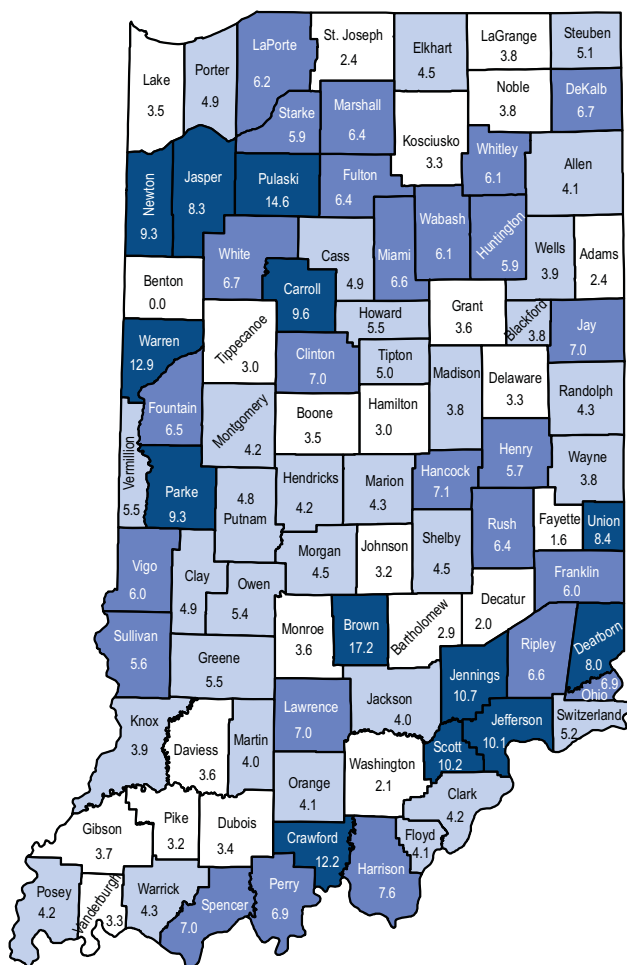 Lake
3.5
Porter
4.9
LaPorte
6.2
St. Joseph
2.4
Elkhart
4.5
LaGrange
3.8
Steuben
5.1
Noble
3.8
DeKalb
6.7
Starke
5.9
Marshall
6.4
Kosciusko
3.3
Whitley
6.1
Allen
4.1
Newton
9.3
Jasper
8.3
Pulaski
14.6
Fulton
6.4
Wabash
6.1
Huntington
5.9
White
6.7
Cass
4.9
Miami
6.6
Wells
3.9
Adams
2.4
Benton
0.0
Carroll
9.6
Howard
5.5
Grant
3.6
Blackford
3.8
Jay
7.0
Warren
12.9
Tippecanoe
3.0
Clinton
7.0
Tipton
5.0
Madison
3.8
Delaware
3.3
Randolph
4.3
Fountain
6.5
Montgomery
4.2
Boone
3.5
Hamilton
3.0
Henry
5.7
Wayne
3.8
Vermillion
5.5
Parke
9.3
4.8
Putnam
Hendricks
4.2
Marion
4.3
Hancock
7.1
Rush
6.4
Fayette
1.6
Union
8.4
Vigo
6.0
Clay
4.9
Owen
5.4
Morgan
4.5
Johnson
3.2
Shelby
4.5
Franklin
6.0
Sullivan
5.6
Greene
5.5
Monroe
3.6
Brown
17.2
Bartholomew
2.9
Decatur
2.0
Ripley
6.6
Dearborn
8.0
Jennings
10.7
6.9
Ohio
Switzerland
5.2
Knox
3.9
Daviess
3.6
Martin
4.0
Lawrence
7.0
Jackson
4.0
Jefferson
10.1
Scott
10.2
Washington
2.1
Orange
4.1
Clark
4.2
Floyd
4.1
Gibson
3.7
Pike
3.2
Dubois
3.4
Crawford
12.2
Harrison
7.6
Posey
4.2
Vanderburgh
3.3
Warrick
4.3
Spencer
7.0
Perry
6.9